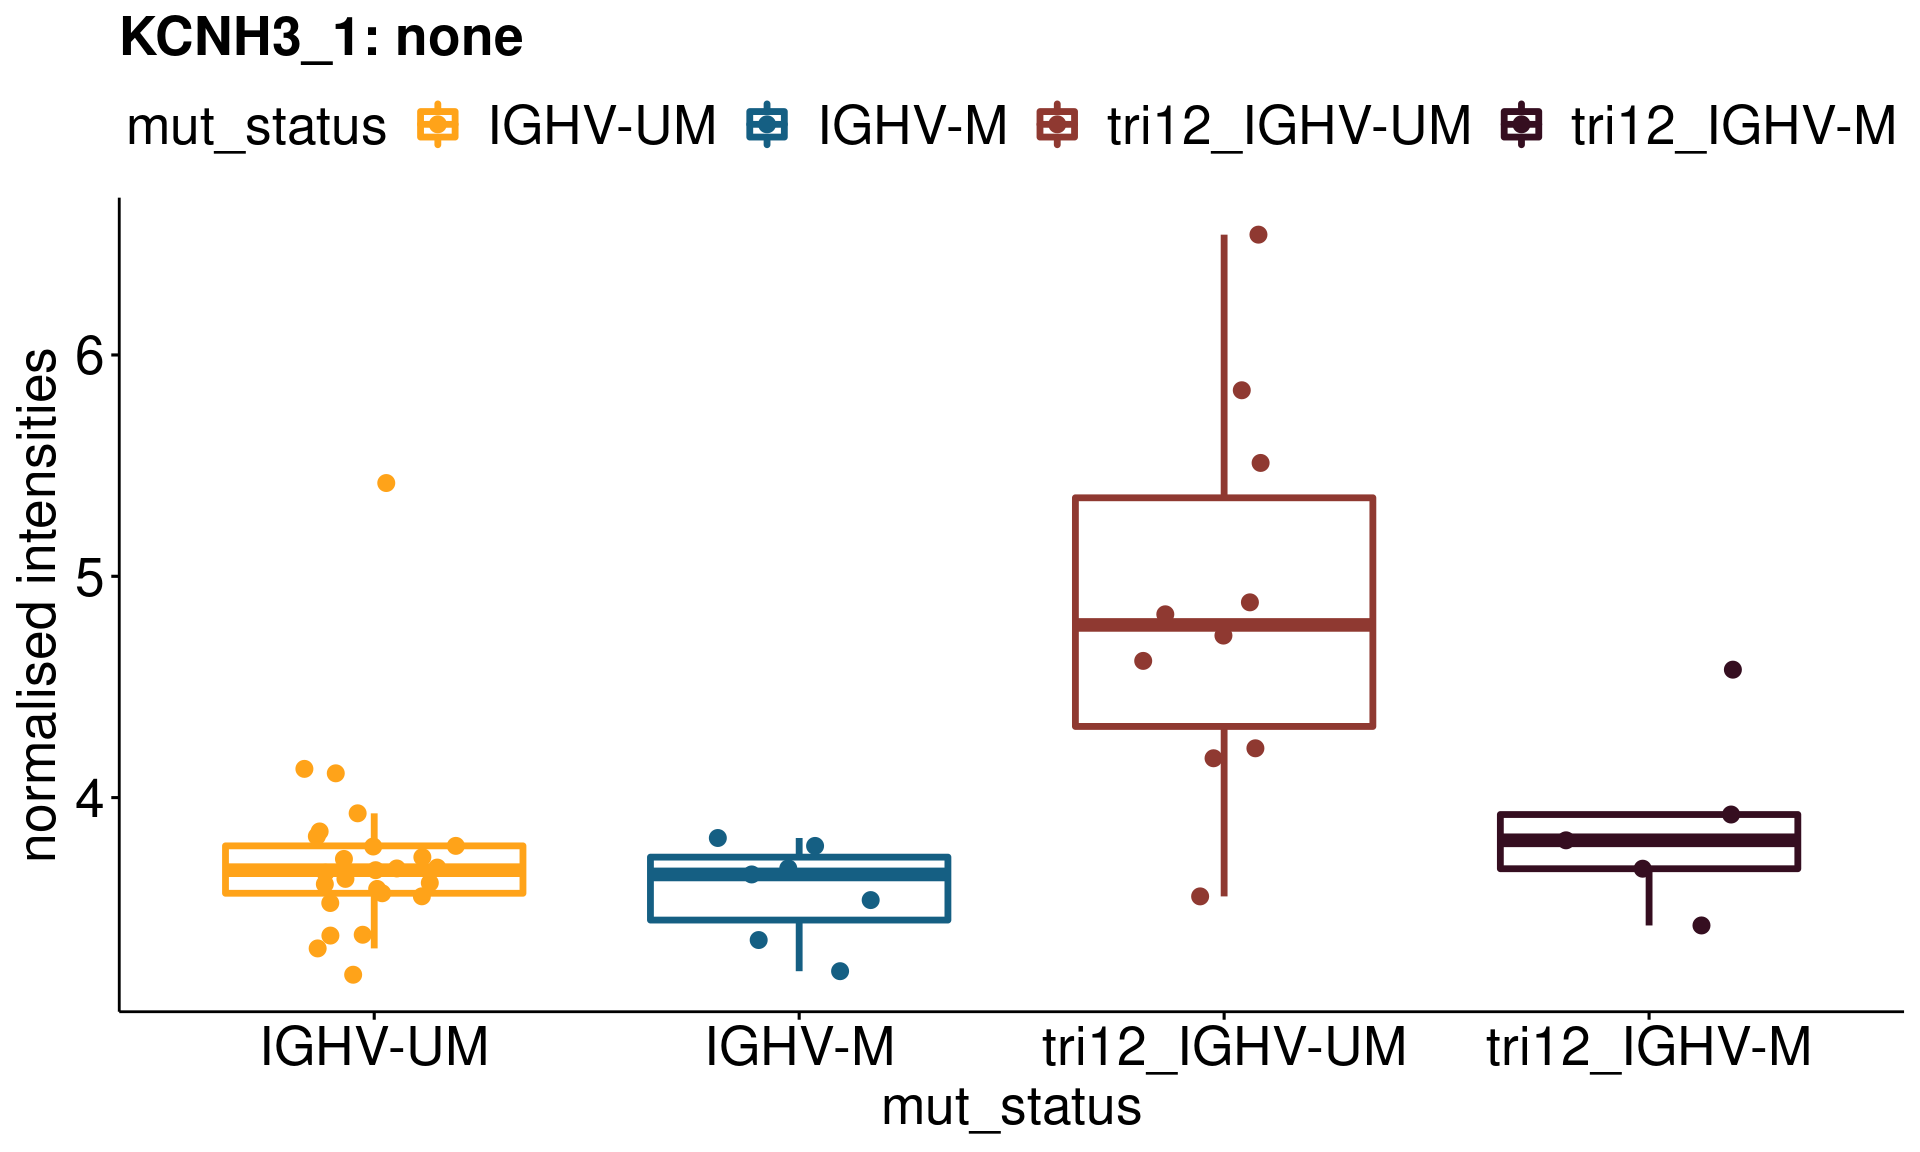 KCNH3_1: none
mut_status IGHV-UM IGHV-M tri12_IGHV-UM tri12_IGHV-M
normalised intensities
6
5
4
IGHV-UM IGHV-M tri12_IGHV-UM tri12_IGHV-M
mut_status